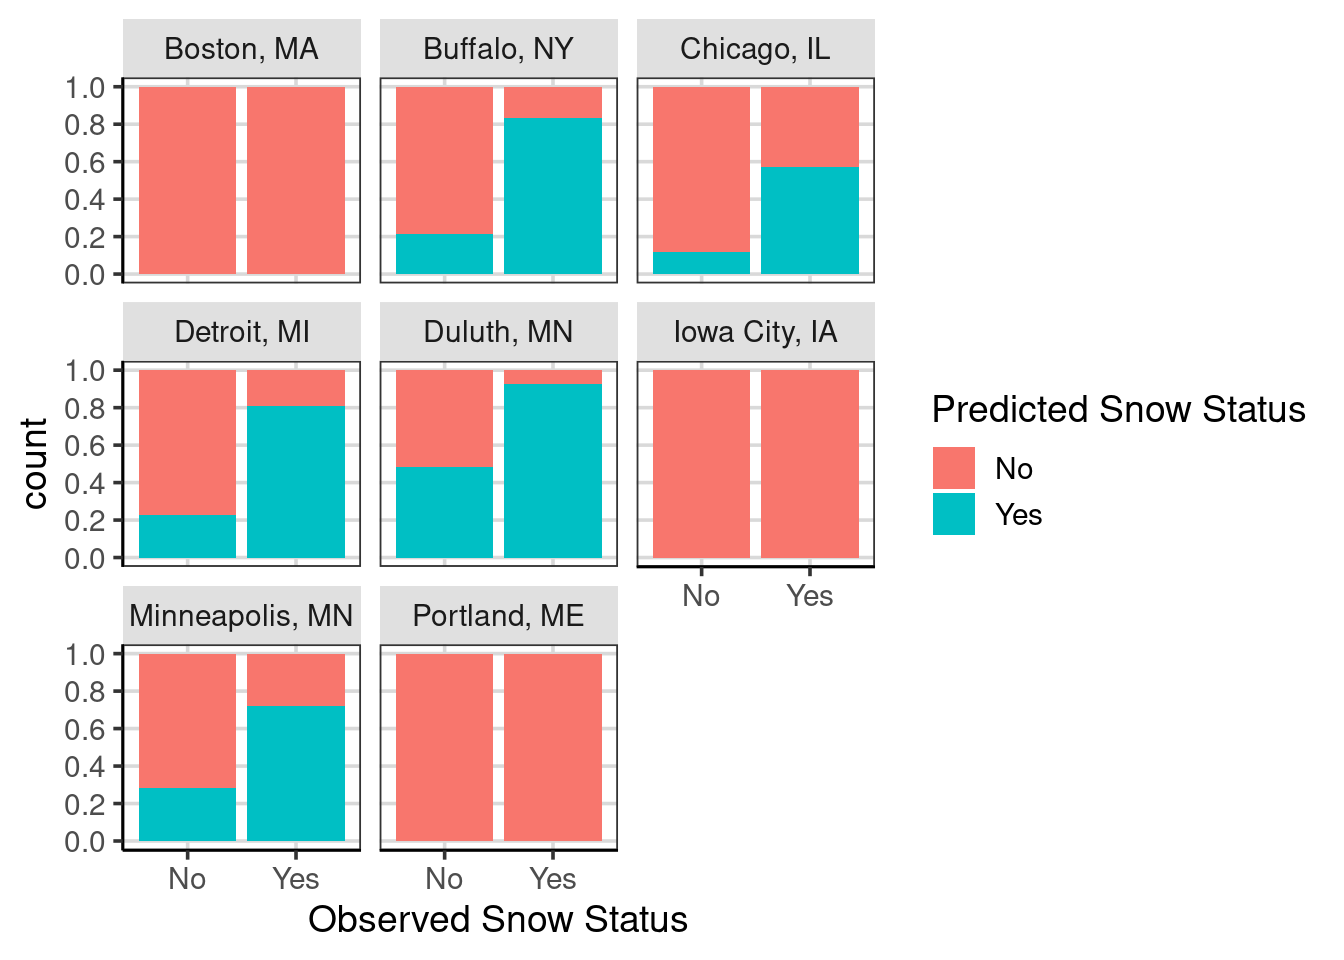 Boston, MA
Buffalo, NY
Chicago, IL
1.0
0.8
0.6
0.4
0.2
0.0
Detroit, MI
Duluth, MN
Iowa City, IA
1.0
0.8
0.6
0.4
0.2
0.0
No Yes
Minneapolis, MN
Portland, ME
1.0
0.8
0.6
0.4
0.2
0.0
No Yes
No Yes
count
Observed Snow Status
Predicted Snow Status
No
Yes